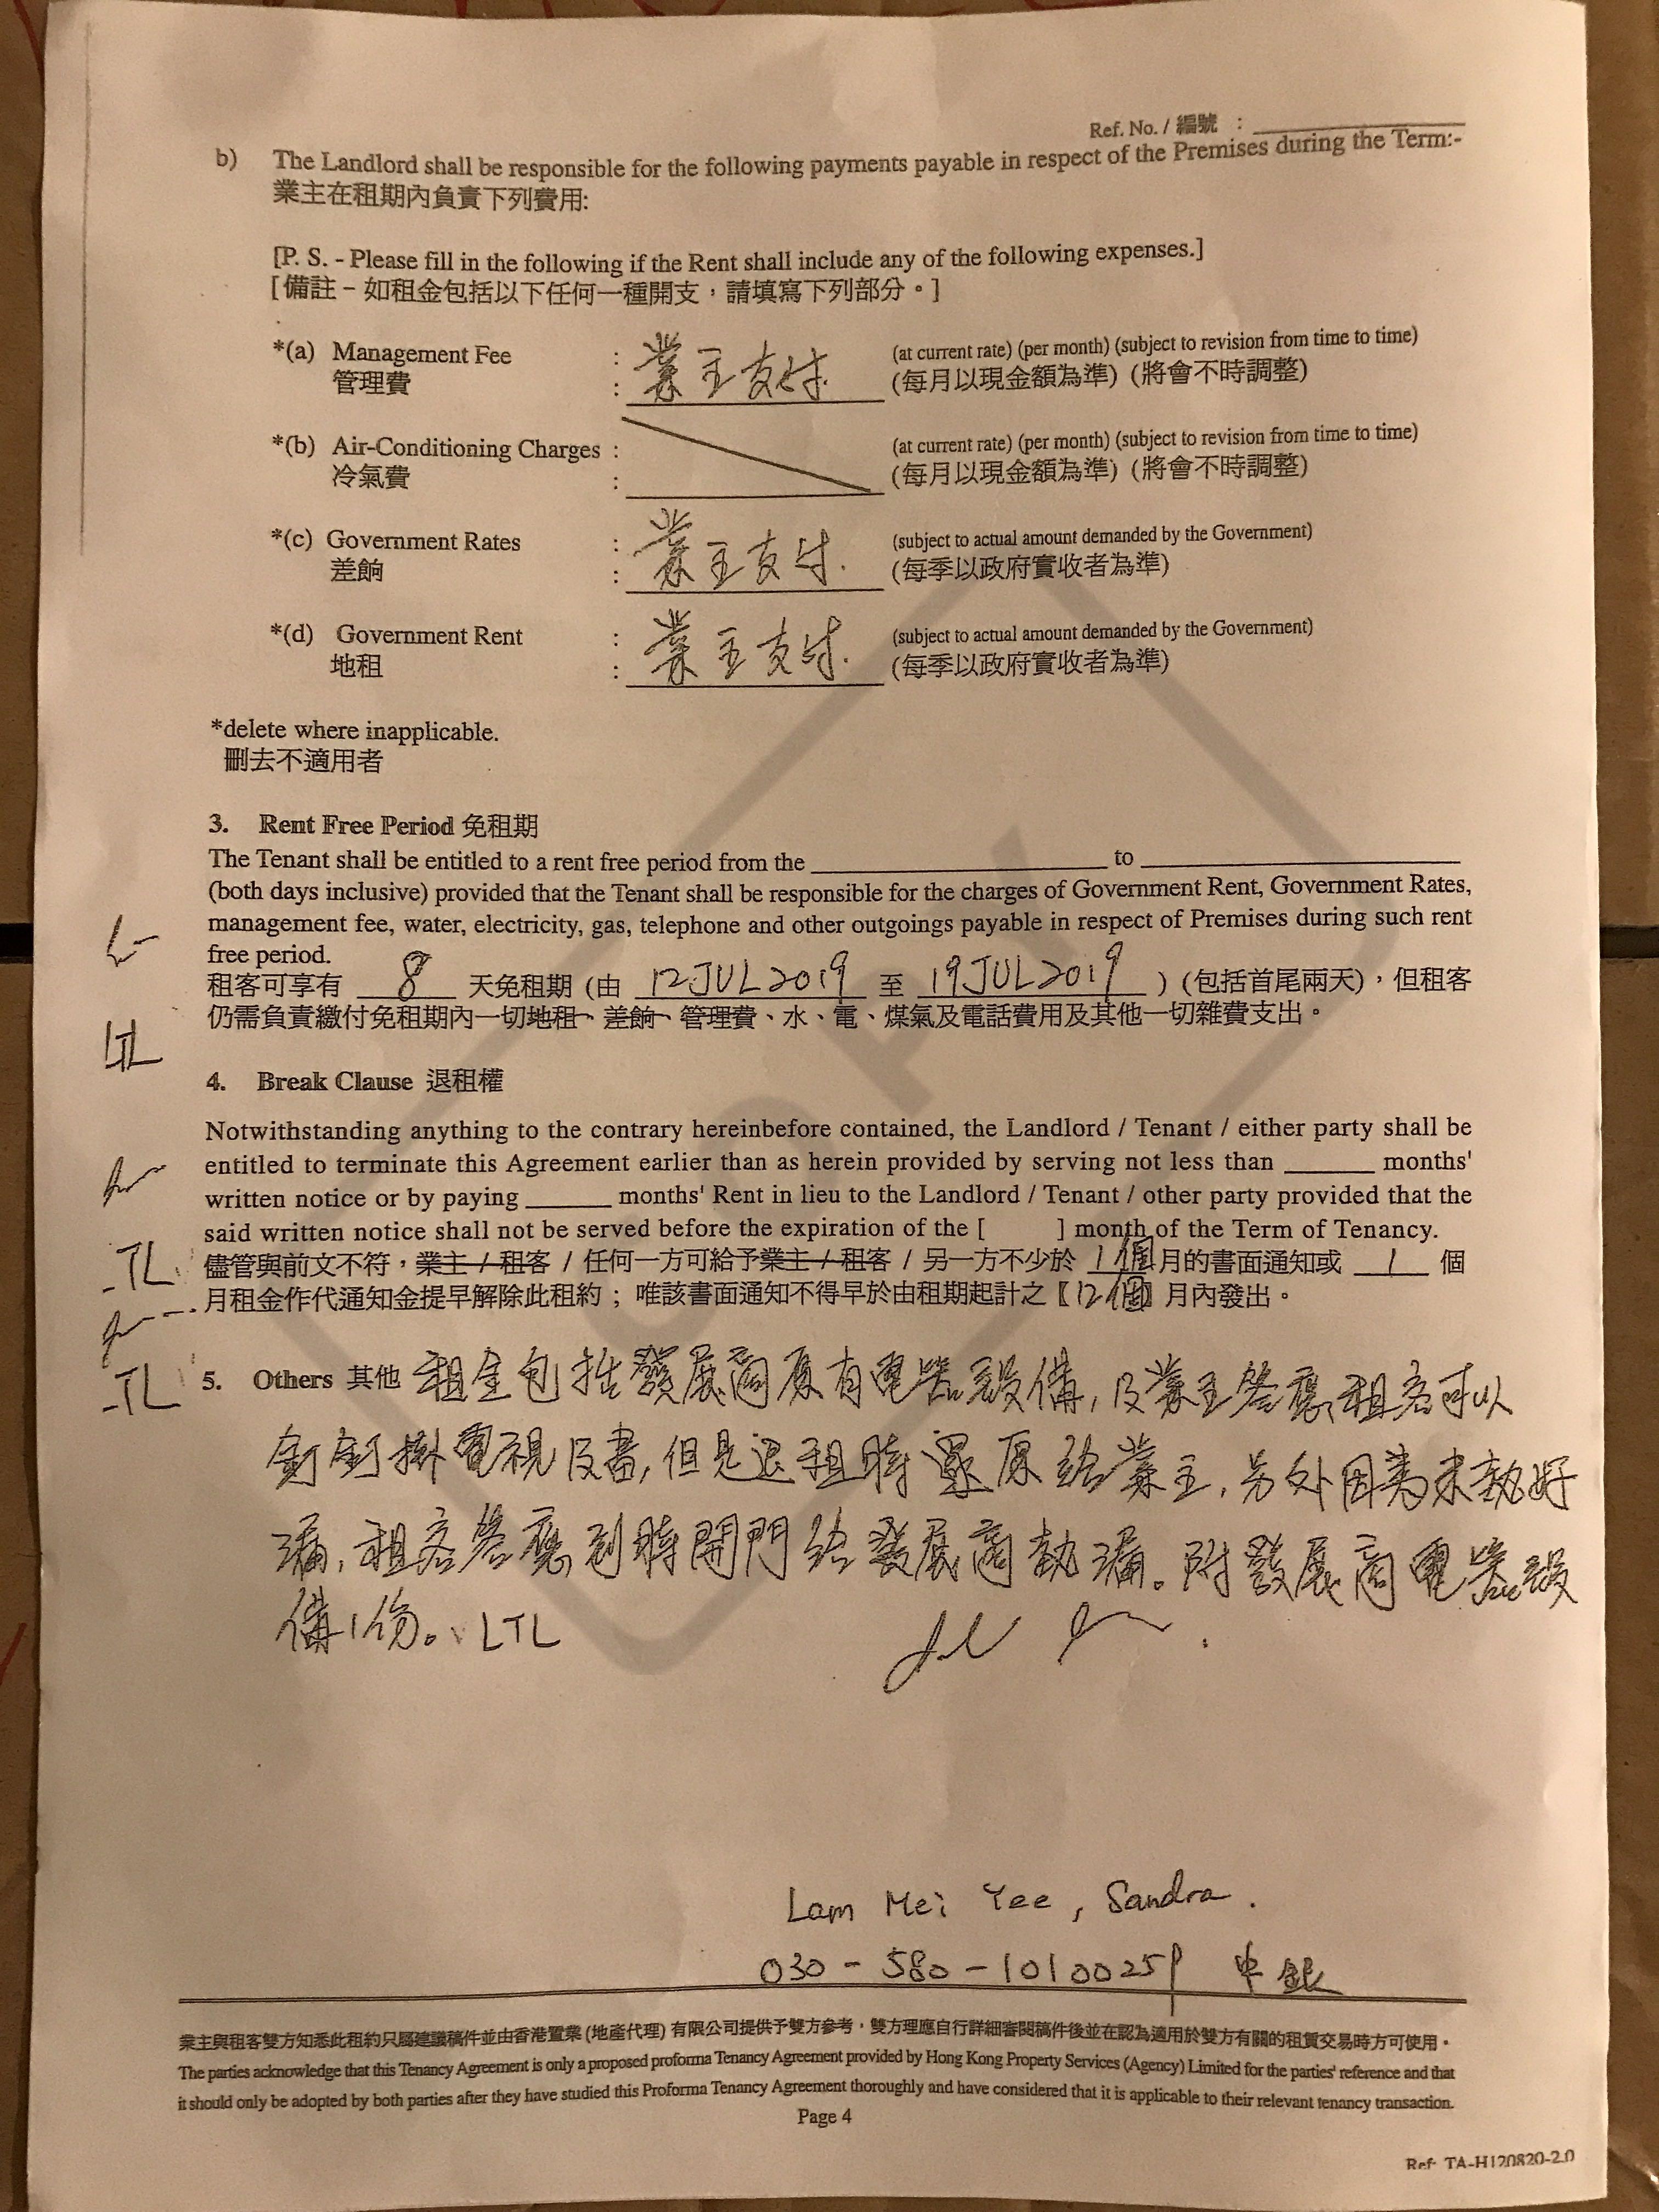 Ref. No. / 編號 :
b) The Landlord shall be responsible for the following payments payable in respect of the Premises during the Term:-
業主在租期內負責下列費用:
[P. S. - Please fill in the following if the Rent shall include any of the following expenses.]
[備註 - 如租金包括以下任何一種開支，請填寫下列部分。]
*(a) Management Fee : 業主支付. (at current rate) (per month) (subject to revision from time to time)
管理費 : (每月以現金額為準) (將會不時調整)
*(b) Air-Conditioning Charges : (at current rate) (per month) (subject to revision from time to time)
冷氣費 : (每月以現金額為準) (將會不時調整)
*(c) Government Rates : 業主支付. (subject to actual amount demanded by the Government)
差餉 : (每季以政府實收者為準)
*(d) Government Rent : 業主支付. (subject to actual amount demanded by the Government)
地租 : (每季以政府實收者為準)
*delete where inapplicable.
刪去不適用者
3. Rent Free Period 免租期
The Tenant shall be entitled to a rent free period from the to
(both days inclusive) provided that the Tenant shall be responsible for the charges of Government Rent, Government Rates,
management fee, water, electricity, gas, telephone and other outgoings payable in respect of Premises during such rent
free period.
租客可享有 8 天免租期 (由 12 JUL 2019 至 19 JUL 2019 ) (包括首尾兩天)，但租客
仍需負責繳付免租期內一切地租、差餉、管理費、水、電、煤氣及電話費用及其他一切雜費支出。
LTL
4. Break Clause 退租權
Notwithstanding anything to the contrary hereinbefore contained, the Landlord / Tenant / either party shall be
entitled to terminate this Agreement earlier than as herein provided by serving not less than months'
written notice or by paying months' Rent in lieu to the Landlord / Tenant / other party provided that the
said written notice shall not be served before the expiration of the [ ] month of the Term of Tenancy.
儘管與前文不符，業主 / 租客 / 任何一方可給予業主 / 租客 / 另一方不少於 1個 月的書面通知或 1 個
月租金作代通知金提早解除此租約；唯該書面通知不得早於由租期起計之【12個】月內發出。
LTL
LTL
5. Others 其他 租金包括發展商原有電器設備, 及業主答應租客可以
釘釘掛電視及畫, 但見退租時還原給業主, 另外因為未執好
漏, 租客答應到時開門給發展商執漏。附發展商電器設
備1份。 LTL
Lam Mei Yee, Sandra.
030-580-10100259 中銀
業主與租客雙方知悉此租約只屬建議稿件並由香港置業 (地產代理) 有限公司提供予雙方參考，雙方理應自行詳細審閱稿件後並在認為適用於雙方有關的租賃交易時方可使用。
The parties acknowledge that this Tenancy Agreement is only a proposed proforma Tenancy Agreement provided by Hong Kong Property Services (Agency) Limited for the parties' reference and that
it should only be adopted by both parties after they have studied this Proforma Tenancy Agreement thoroughly and have considered that it is applicable to their relevant tenancy transaction.
Page 4
Ref: TA-H120820-2.0
COPY